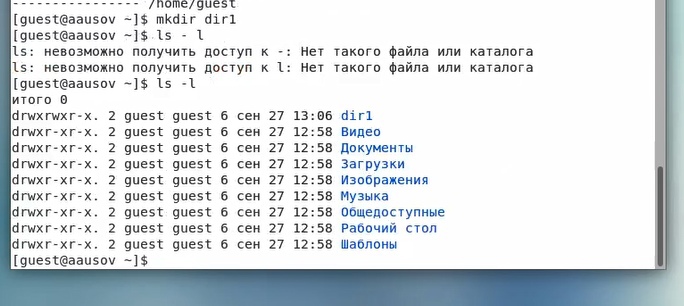 ---------------- /home/guest
[guest@aausov ~]$ mkdir dir1
[guest@aausov ~]$ ls - l
ls: невозможно получить доступ к -: Нет такого файла или каталога
ls: невозможно получить доступ к l: Нет такого файла или каталога
[guest@aausov ~]$ ls -l
итого 0
drwxrwxr-x. 2 guest guest 6 сен 27 13:06 dir1
drwxr-xr-x. 2 guest guest 6 сен 27 12:58 Видео
drwxr-xr-x. 2 guest guest 6 сен 27 12:58 Документы
drwxr-xr-x. 2 guest guest 6 сен 27 12:58 Загрузки
drwxr-xr-x. 2 guest guest 6 сен 27 12:58 Изображения
drwxr-xr-x. 2 guest guest 6 сен 27 12:58 Музыка
drwxr-xr-x. 2 guest guest 6 сен 27 12:58 Общедоступные
drwxr-xr-x. 2 guest guest 6 сен 27 12:58 Рабочий стол
drwxr-xr-x. 2 guest guest 6 сен 27 12:58 Шаблоны
[guest@aausov ~]$